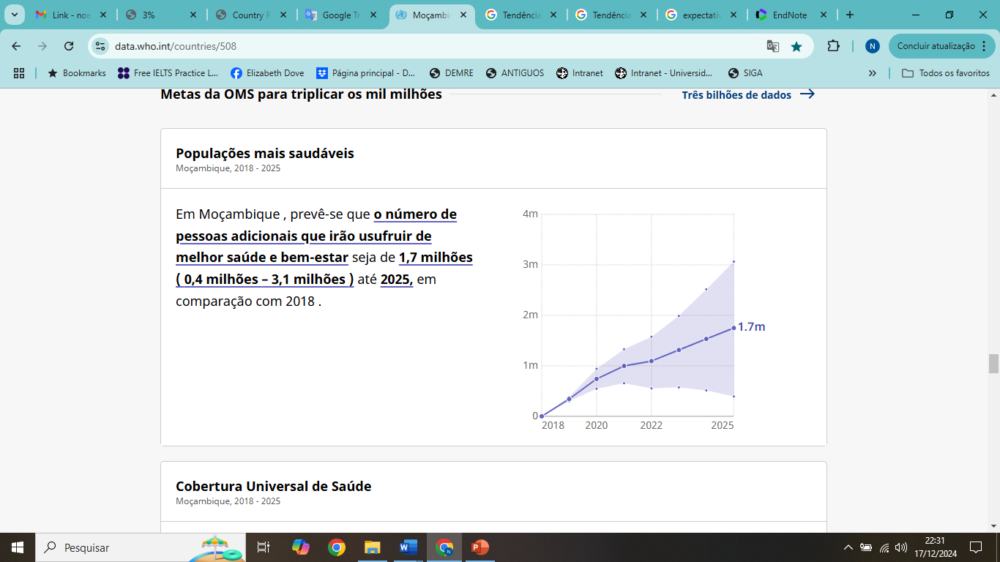 Link - noe
3%
Country R
Google Tr
Moçambi
Tendência
Tendência
expectativ
EndNote
data.who.int/countries/508
N
Concluir atualização
Bookmarks
Free IELTS Practice L...
Elizabeth Dove
Página principal - D...
DEMRE
ANTIGUOS
Intranet
Intranet - Universid...
SIGA
Todos os favoritos
Metas da OMS para triplicar os mil milhões
Três bilhões de dados
Populações mais saudáveis
Moçambique, 2018 - 2025
Em Moçambique , prevê-se que o número de
pessoas adicionais que irão usufruir de
melhor saúde e bem-estar seja de 1,7 milhões
( 0,4 milhões – 3,1 milhões ) até 2025, em
comparação com 2018 .
4m
3m
2m
1m
0
1.7m
2018
2020
2022
2025
Cobertura Universal de Saúde
Moçambique, 2018 - 2025
Pesquisar
22:31
17/12/2024